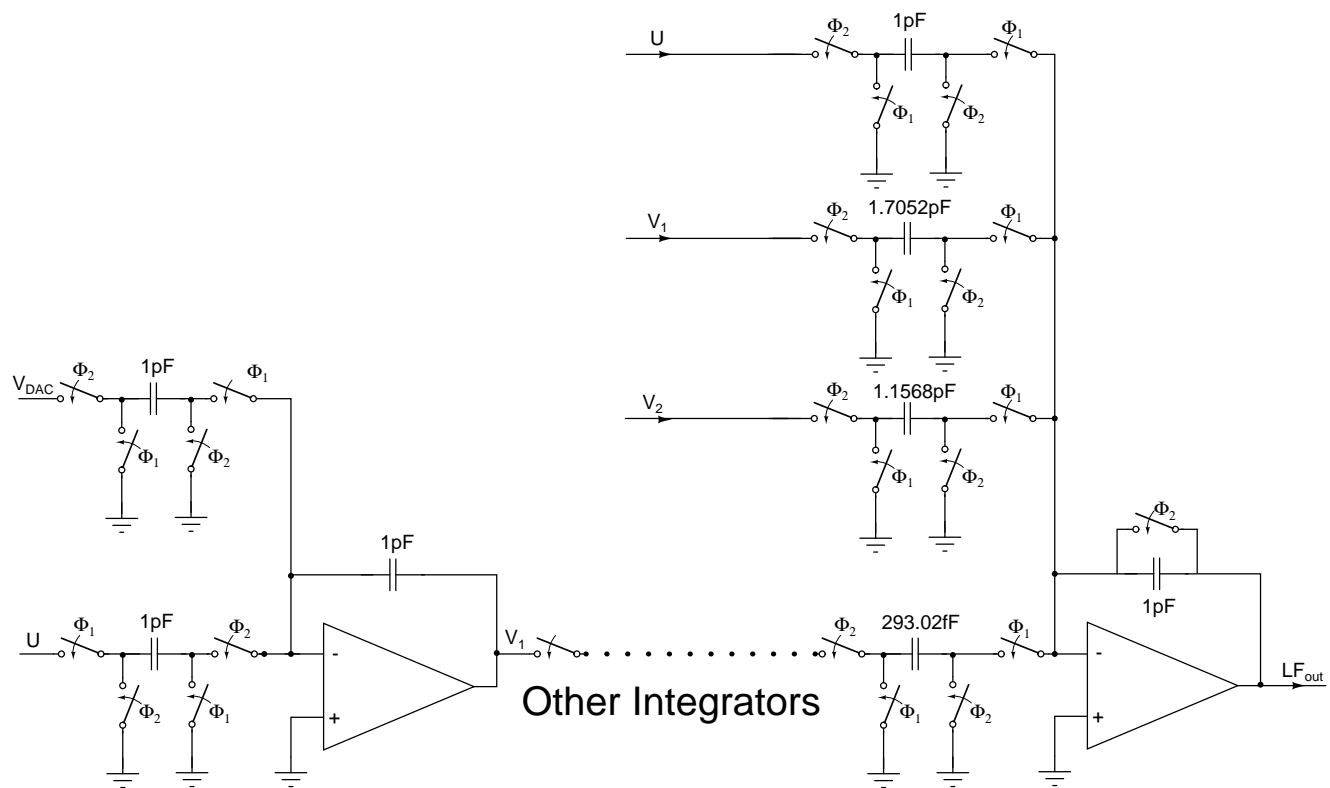 U
Φ2
1pF
Φ1
Φ1
Φ2
V1
Φ2
1.7052pF
Φ1
Φ1
Φ2
V2
Φ2
1.1568pF
Φ1
Φ1
Φ2
VDAC
Φ2
1pF
Φ1
Φ1
Φ2
1pF
Φ2
1pF
U
Φ1
1pF
Φ2
Φ2
Φ1
-
+
V1
Other Integrators
Φ2
293.02fF
Φ1
Φ1
Φ2
-
+
LFout